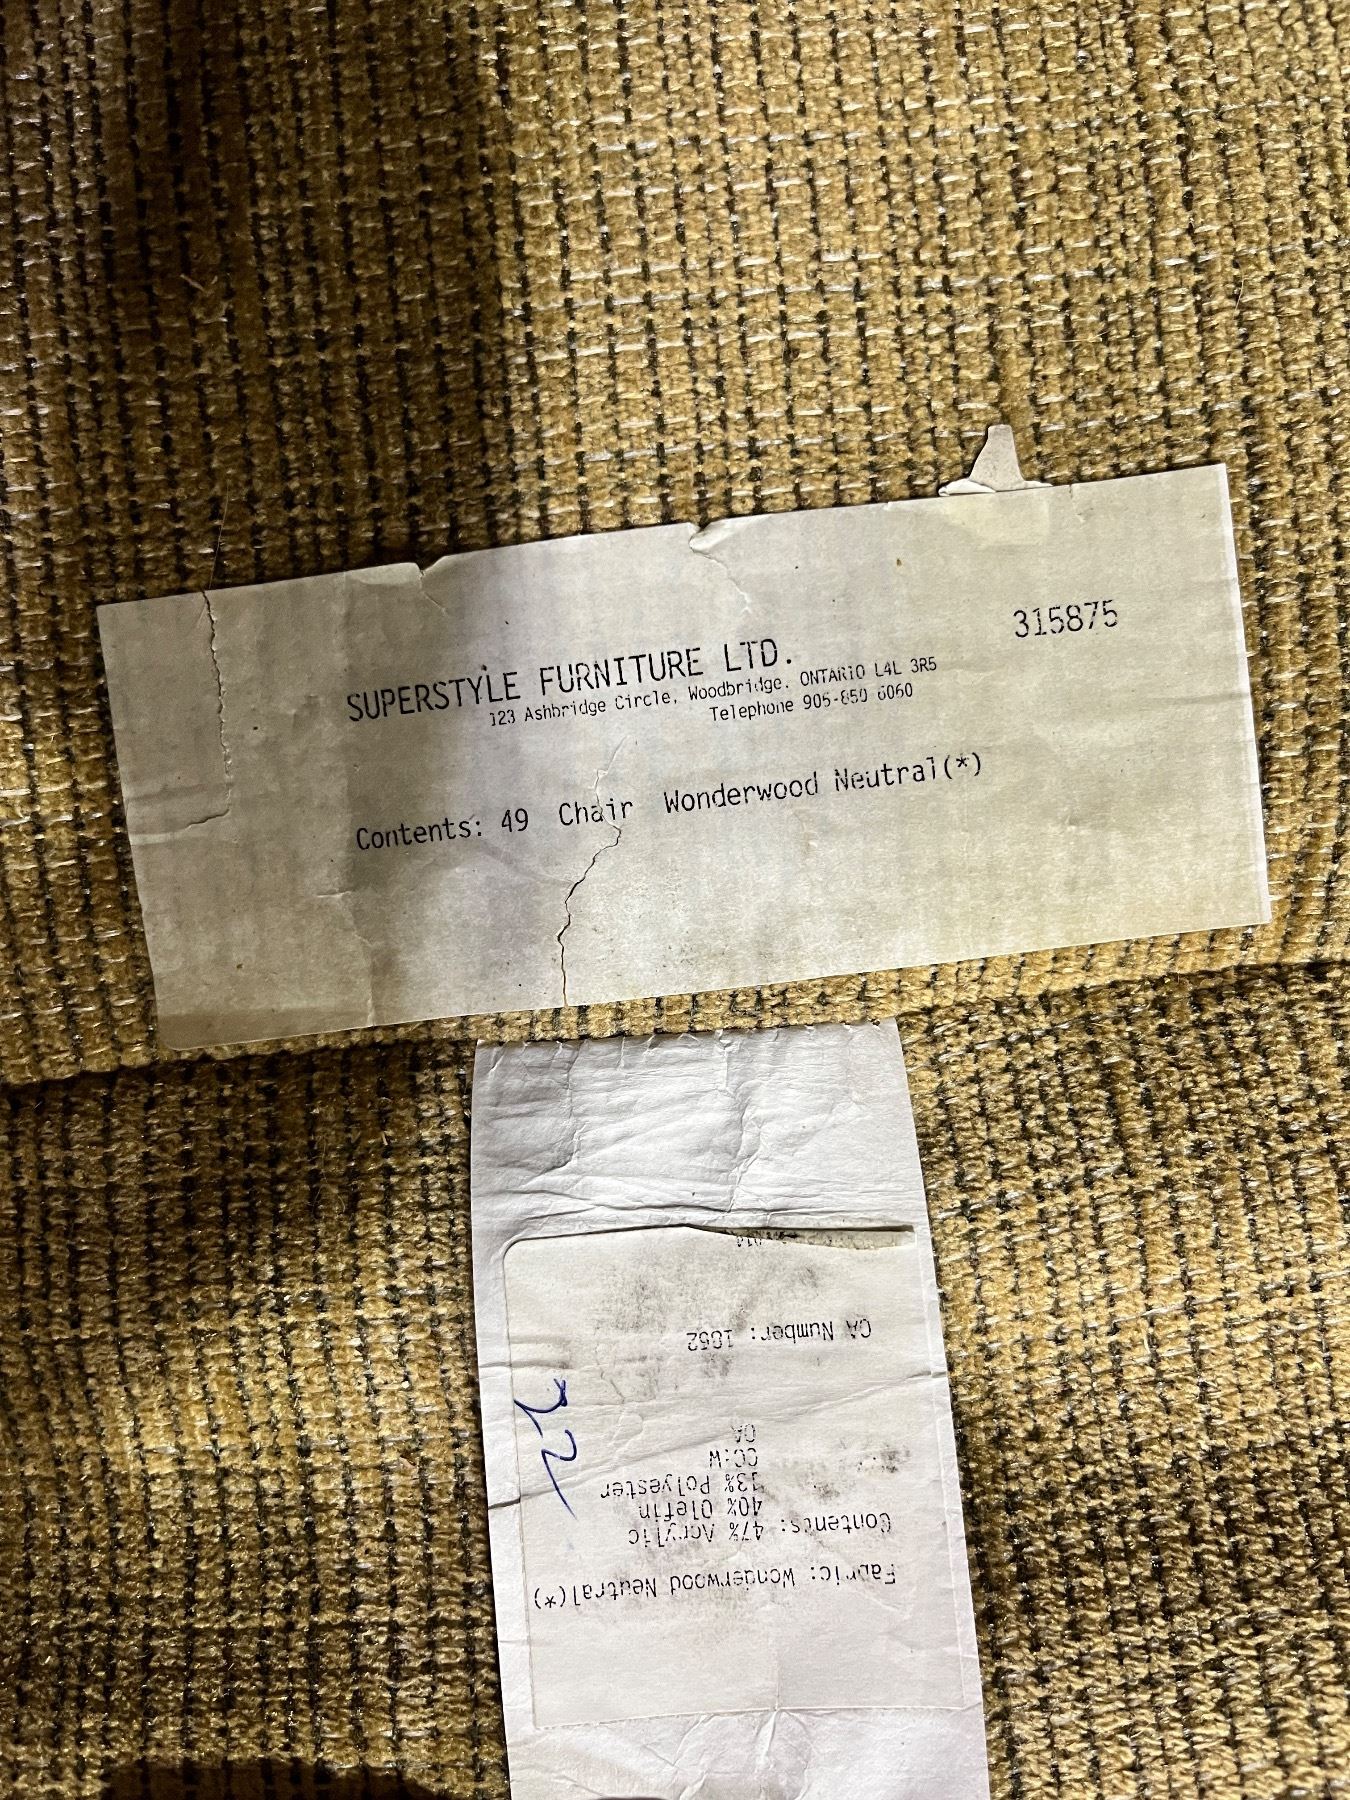 315875
SUPERSTYLE FURNITURE LTD.
123 Ashbridge Circle, Woodbridge, ONTARIO L4L 3R5
Telephone 905-850 6060
Contents: 49 Chair Wonderwood Neutral(*)
Fabric: Wonderwood Neutral(*)
Contents: 47% Acrylic
40% Olefin
13% Polyester
CC:W
OA
32
CA Number: 1052